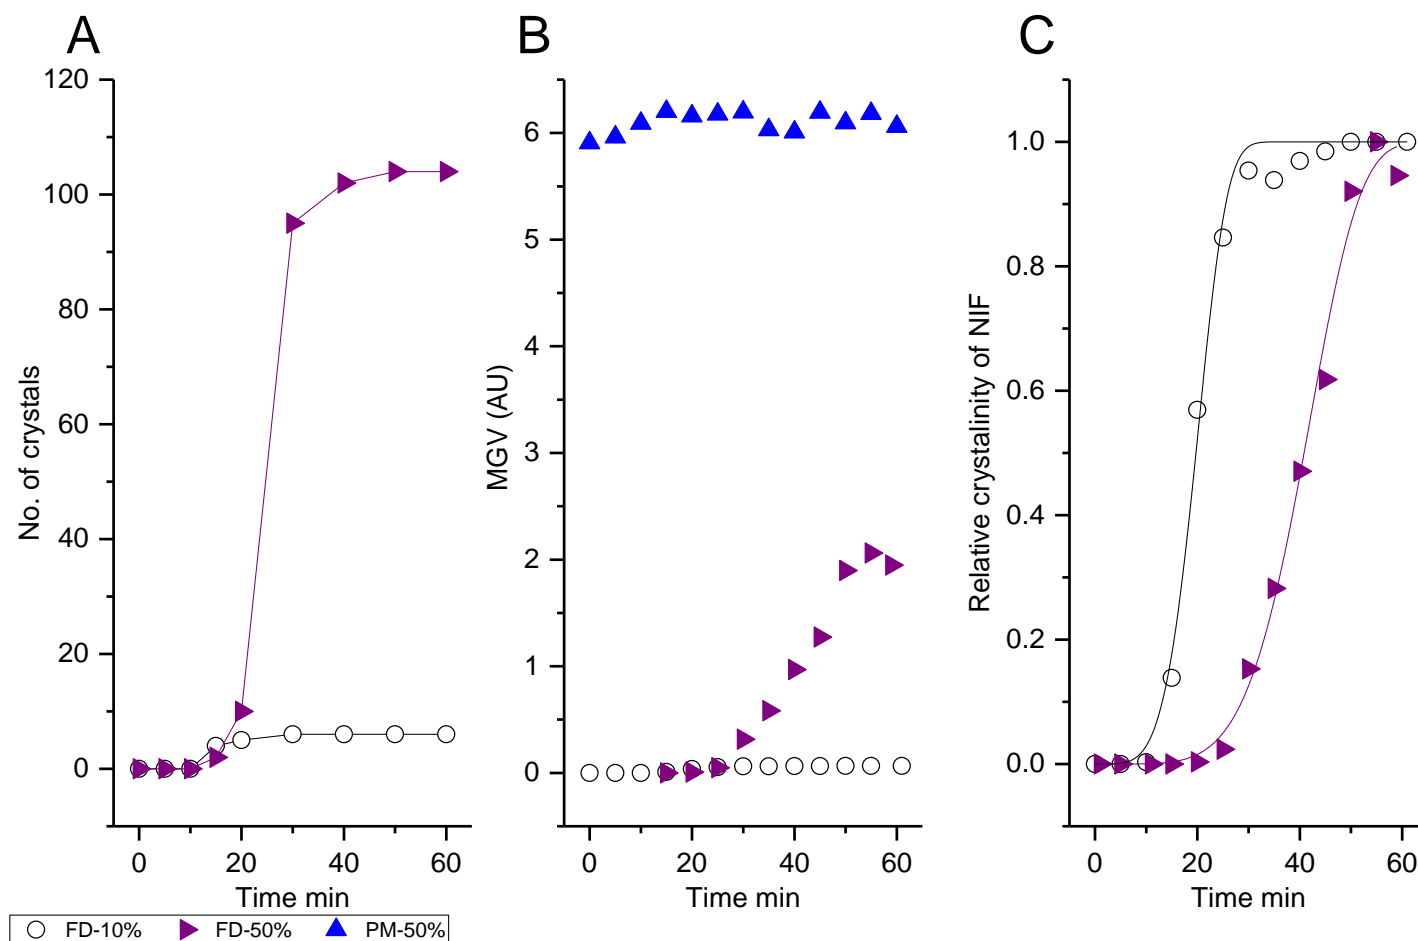 A
B
C
120
100
80
60
40
20
0
No. of crystals
0 20 40 60
Time min
6
5
4
3
2
1
0
MGV (AU)
0 20 40 60
Time min
1.0
0.8
0.6
0.4
0.2
0.0
Relative crystalinity of NIF
0 20 40 60
Time min
FD-10% FD-50% PM-50%